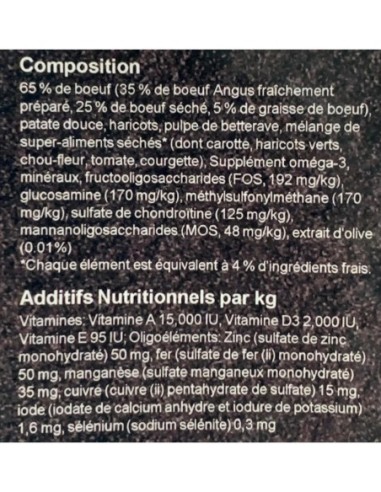 Composition
65 % de boeuf (35 % de boeuf Angus fraîchement
préparé, 25 % de boeuf séché, 5 % de graisse de boeuf),
patate douce, haricots, pulpe de betterave, mélange de
super-aliments séchés* (dont carotte, haricots verts,
chou-fleur, tomate, courgette), Supplément oméga-3,
minéraux, fructooligosaccharides (FOS, 192 mg/kg),
glucosamine (170 mg/kg), méthylsulfonylméthane (170
mg/kg), sulfate de chondroïtine (125 mg/kg),
mannanoligosaccharides (MOS, 48 mg/kg), extrait d'olive
(0.01%)
*Chaque élément est équivalent à 4 % d'ingrédients frais.
Additifs Nutritionnels par kg
Vitamines: Vitamine A 15,000 IU, Vitamine D3 2,000 IU,
Vitamine E 95 IU; Oligoéléments: Zinc (sulfate de zinc
monohydraté) 50 mg, fer (sulfate de fer (ii) monohydraté)
50 mg, manganèse (sulfate manganeux monohydraté)
35 mg, cuivré (cuivre (ii) pentahydrate de sulfate) 15 mg,
iode (iodate de calcium anhydre et iodure de potassium)
1,6 mg, sélénium (sodium sélénite) 0,3 mg